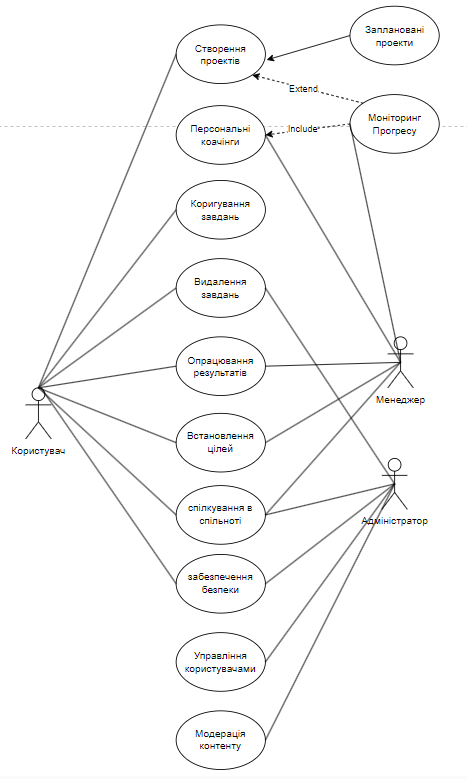 Створення
проектів
Заплановані
проекти
Extend
Моніторинг
Прогресу
Include
Персональні
коачінги
Коригування
завдань
Видалення
завдань
Опрацювання
результатів
Менеджер
Користувач
Встановлення
цілей
спілкування в
спільноті
Адміністратор
забезпечення
безпеки
Управління
користувачами
Модерація
контенту